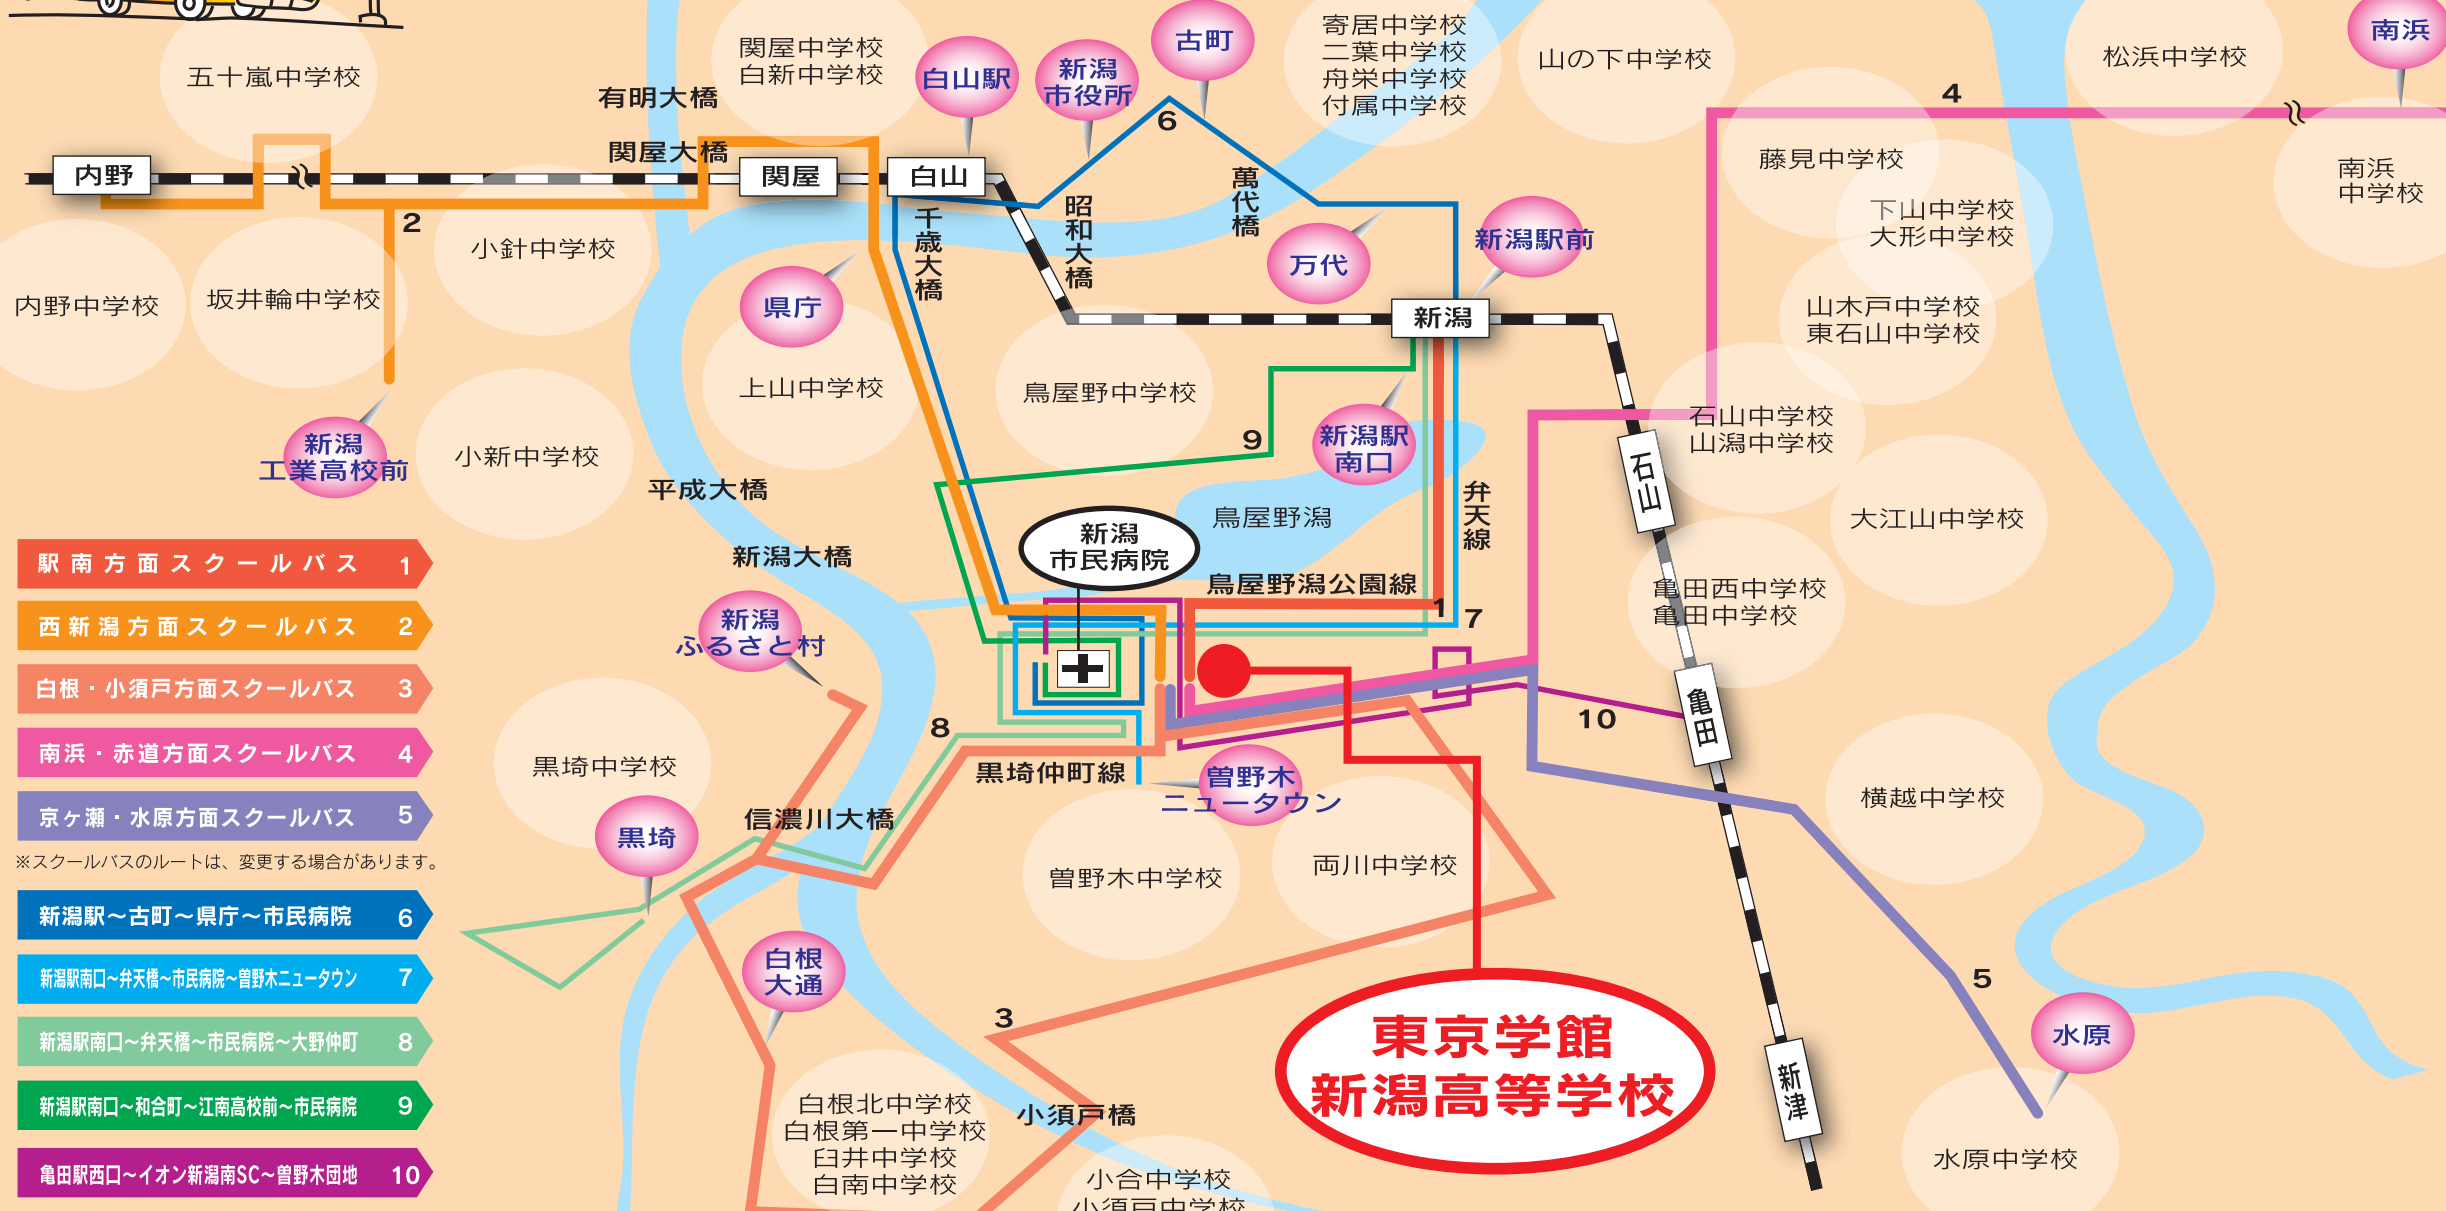 五十嵐中学校
関屋中学校
白新中学校
白山駅
新潟
市役所
古町
寄居中学校
二葉中学校
舟栄中学校
付属中学校
山の下中学校
松浜中学校
南浜
有明大橋
関屋大橋
6
4
藤見中学校
南浜
中学校
内野
関屋
白山
2
千歳大橋
昭和大橋
萬代橋
下山中学校
大形中学校
小針中学校
万代
新潟駅前
内野中学校
坂井輪中学校
県庁
新潟
山木戸中学校
東石山中学校
上山中学校
鳥屋野中学校
石山中学校
山潟中学校
新潟
工業高校前
小新中学校
9
新潟駅
南口
石山
平成大橋
鳥屋野潟
弁天線
大江山中学校
新潟
市民病院
新潟大橋
鳥屋野潟公園線
1
7
亀田西中学校
亀田中学校
新潟
ふるさと村
亀田
10
8
黒埼中学校
黒埼仲町線
曽野木
ニュータウン
横越中学校
信濃川大橋
黒埼
曽野木中学校
両川中学校
白根
大通
3
5
水原
東京学館
新潟高等学校
新津
白根北中学校
白根第一中学校
臼井中学校
白南中学校
小須戸橋
小合中学校
小須戸中学校
水原中学校
駅南方面スクールバス 1
西新潟方面スクールバス 2
白根・小須戸方面スクールバス 3
南浜・赤道方面スクールバス 4
京ヶ瀬・水原方面スクールバス 5
※スクールバスのルートは、変更する場合があります。
新潟駅〜古町〜県庁〜市民病院 6
新潟駅南口〜弁天橋〜市民病院〜曽野木ニュータウン 7
新潟駅南口〜弁天橋〜市民病院〜大野仲町 8
新潟駅南口〜和合町〜江南高校前〜市民病院 9
亀田駅西口〜イオン新潟南SC〜曽野木団地 10